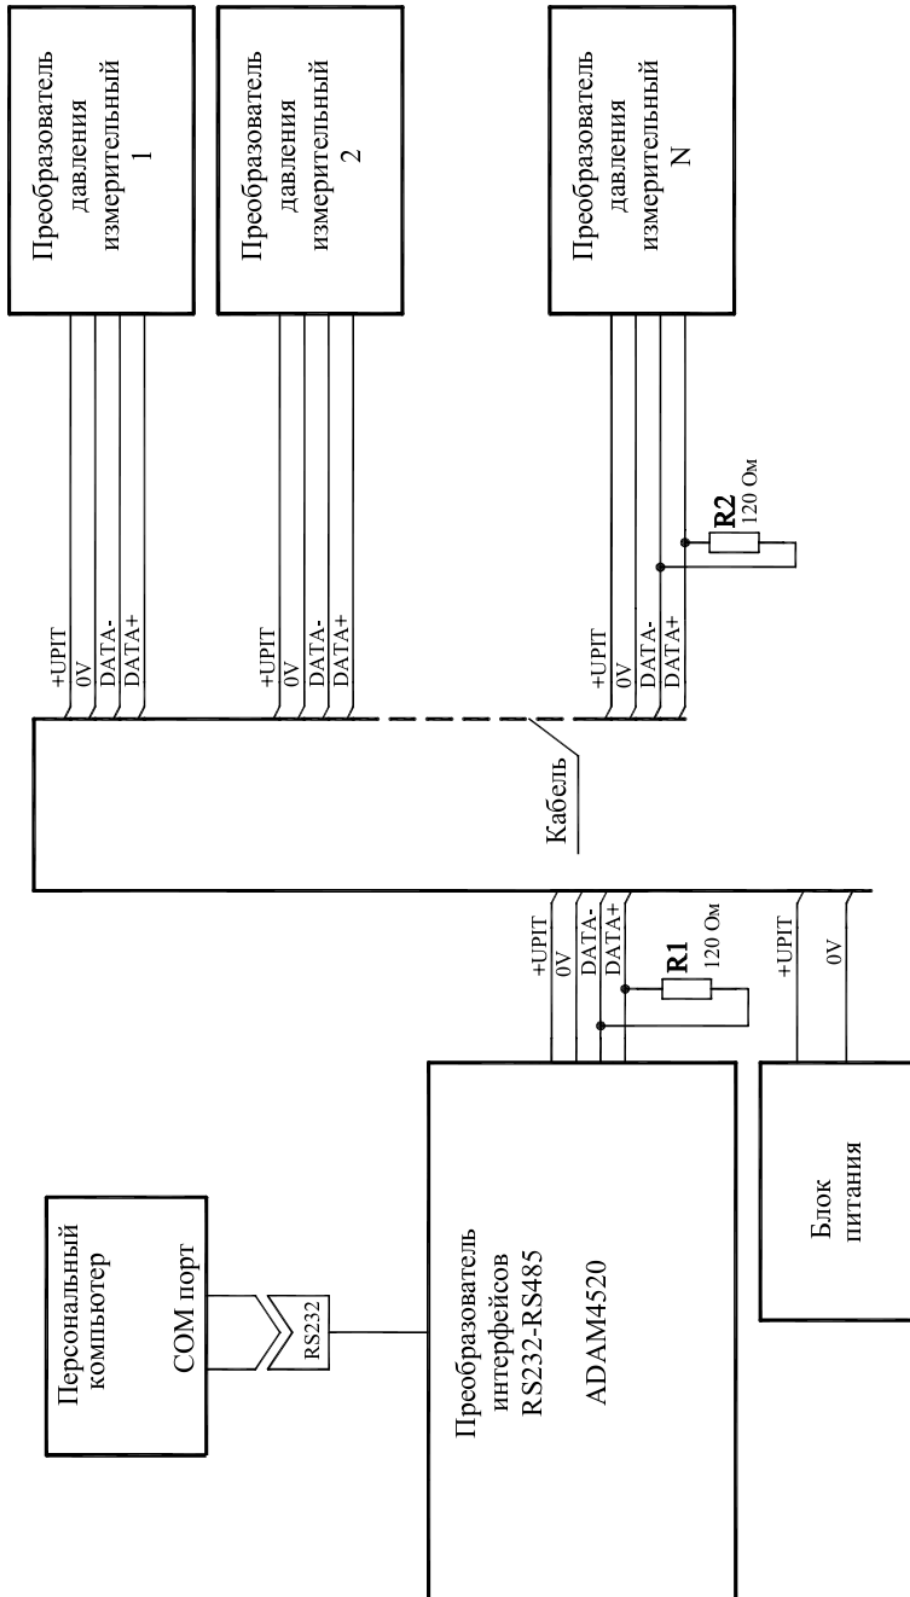 Персональный
компьютер
COM порт
RS232
Преобразователь
интерфейсов
RS232-RS485
ADAM4520
Блок
питания
+UPIT
0V
DATA-
DATA+
R1
120 Ом
+UPIT
0V
Кабель
+UPIT
0V
DATA-
DATA+
Преобразователь
давления
измерительный
1
+UPIT
0V
DATA-
DATA+
Преобразователь
давления
измерительный
2
+UPIT
0V
DATA-
DATA+
R2
120 Ом
Преобразователь
давления
измерительный
N